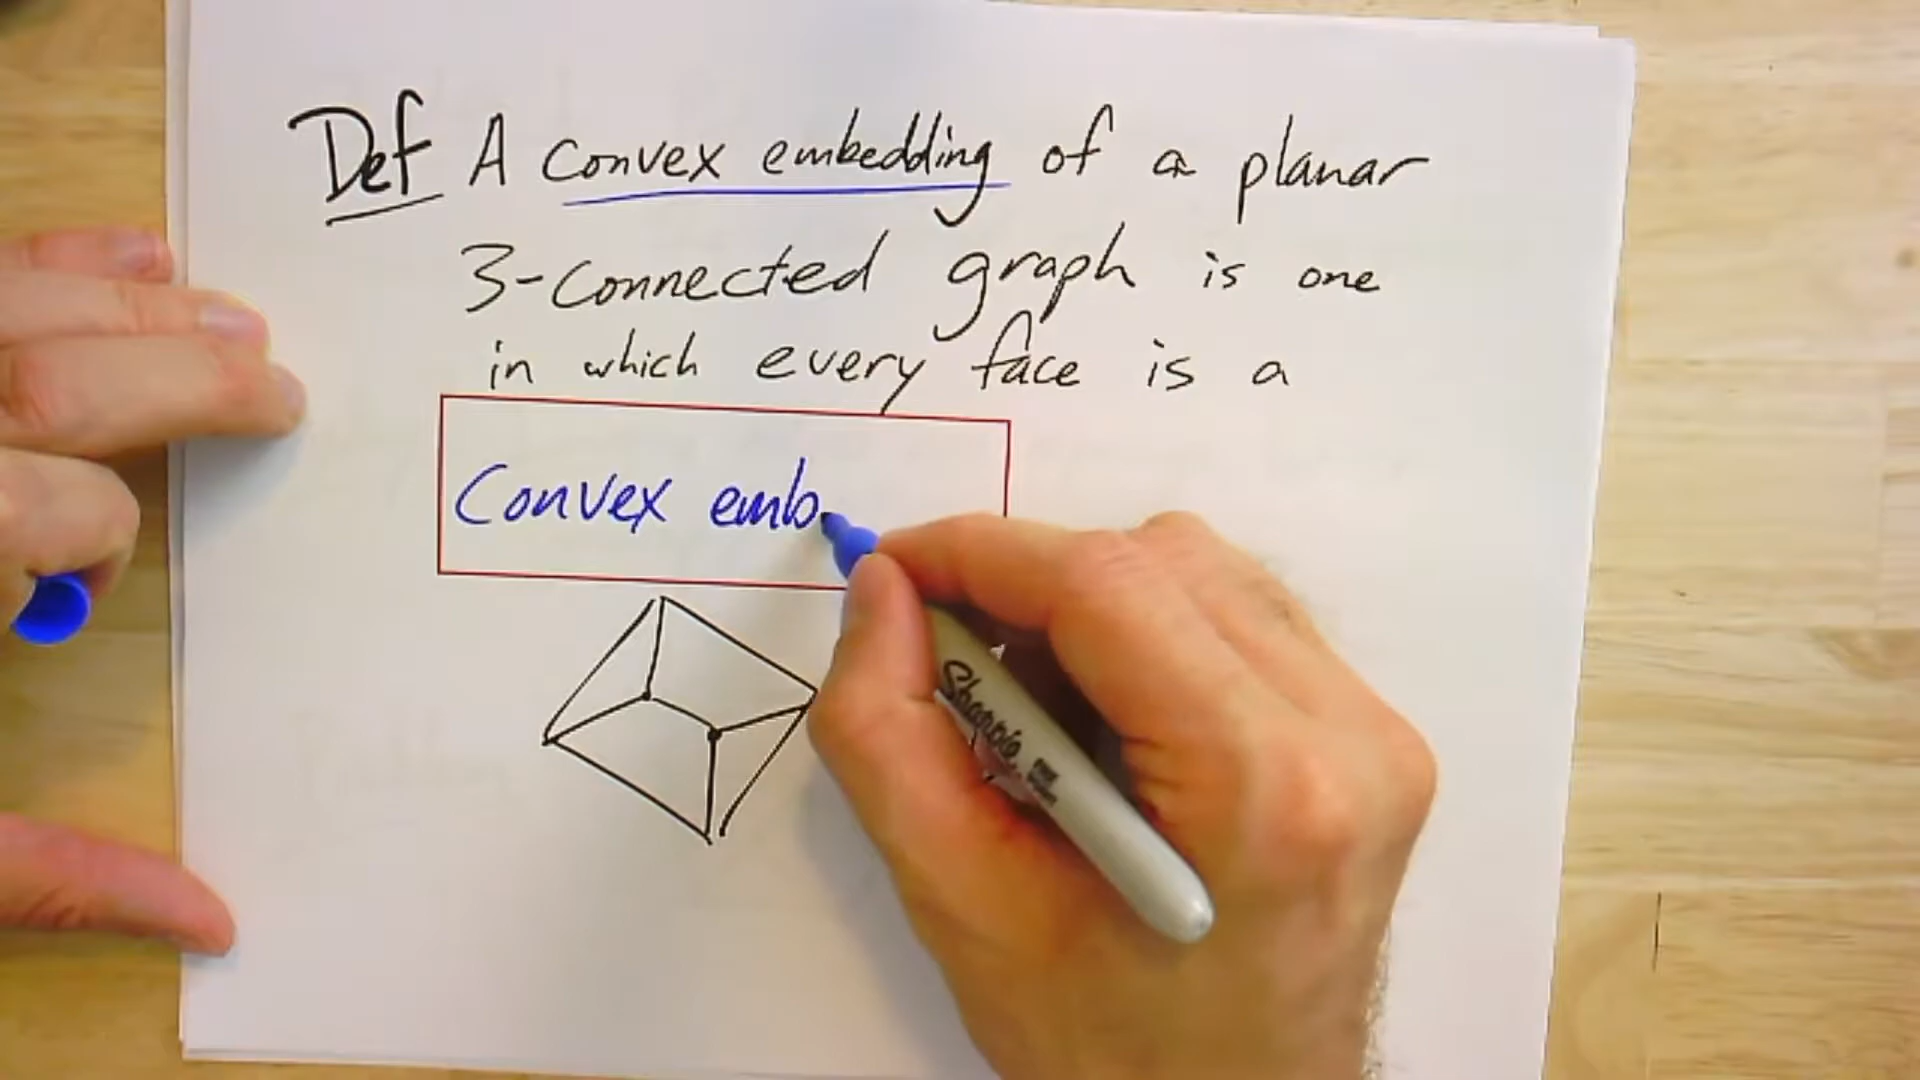 Def A convex embedding of a planar
3-connected graph is one
in which every face is a
Convex emb
Sharpie